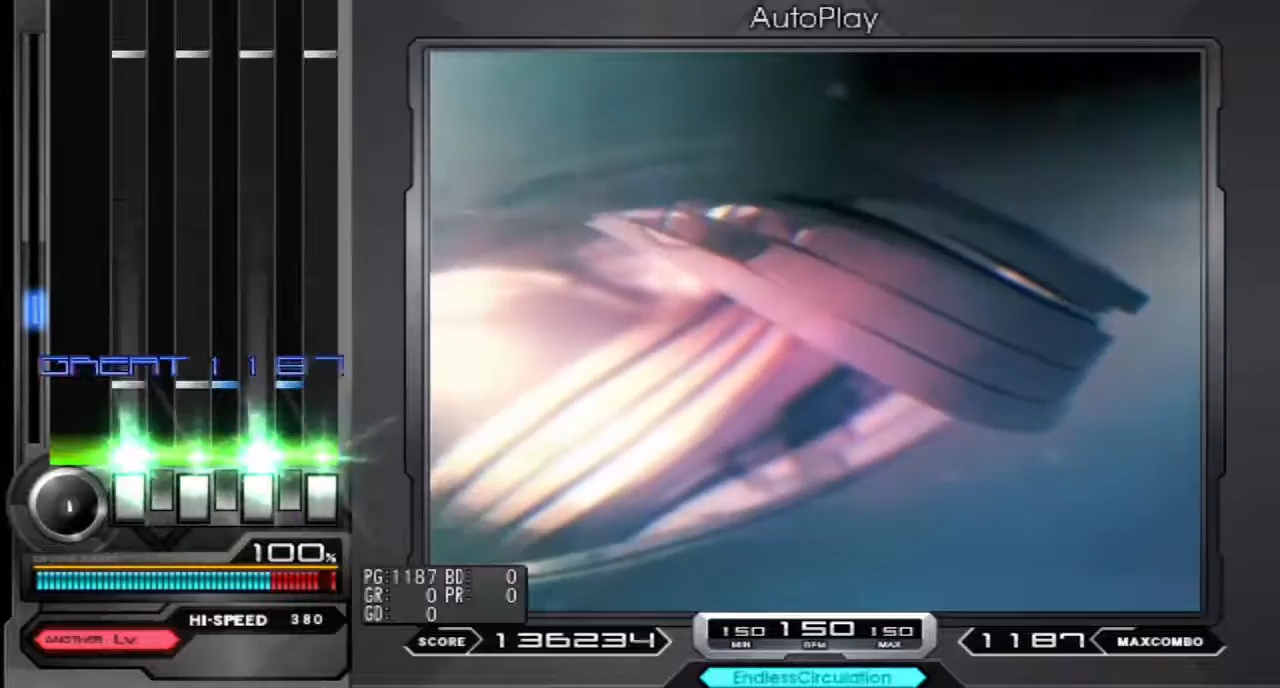 AutoPlay
GREAT 1187
100%
HI-SPEED 380
ANOTHER Lv.
PG:1187 BD: 0
GR: 0 PR: 0
GD: 0
SCORE 136234
150 150 150
MIN BPM MAX
1187 MAXCOMBO
EndlessCirculation